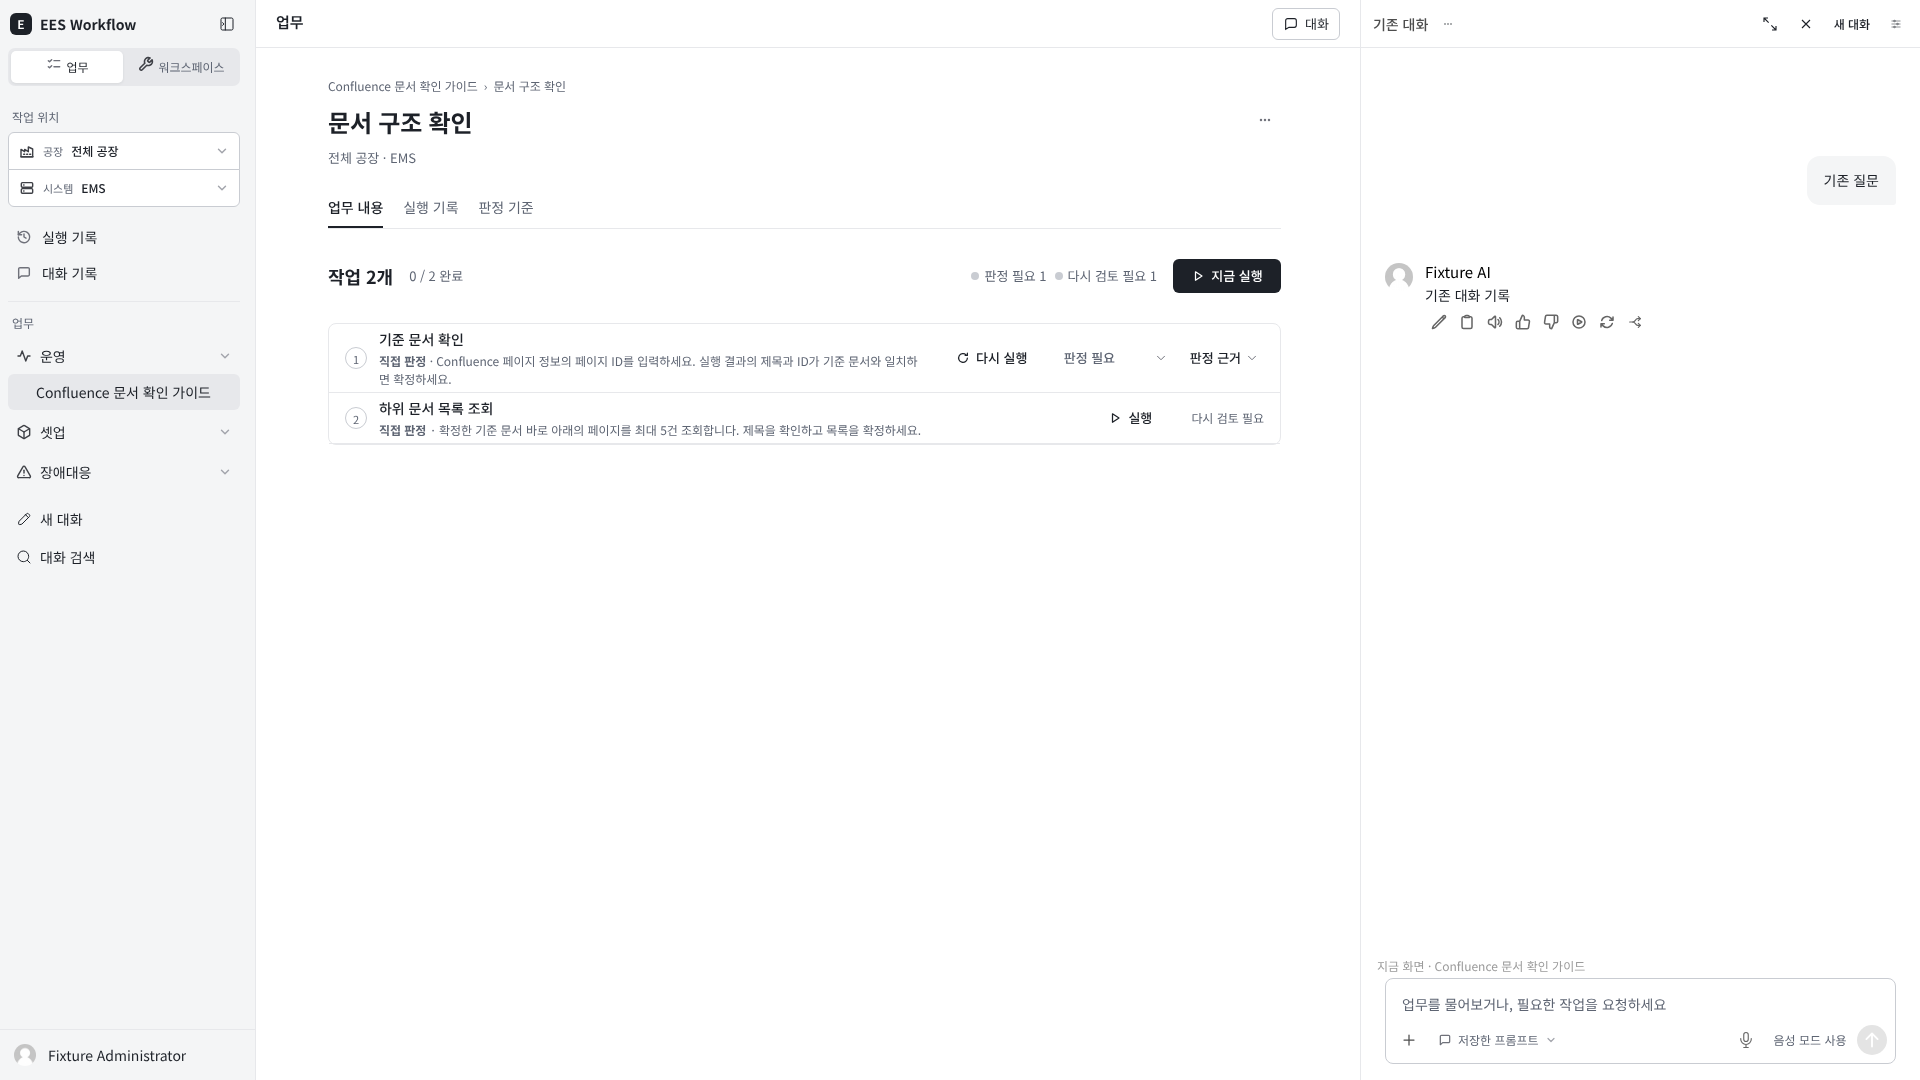 E EES Workflow
업무 워크스페이스
작업 위치
공장 전체 공장
시스템 EMS
실행 기록
대화 기록
업무
운영
Confluence 문서 확인 가이드
셋업
장애대응
새 대화
대화 검색
Fixture Administrator
업무
대화
Confluence 문서 확인 가이드 › 문서 구조 확인
문서 구조 확인
전체 공장 · EMS
업무 내용 실행 기록 판정 기준
작업 2개 0 / 2 완료 판정 필요 1 다시 검토 필요 1 지금 실행
1 기준 문서 확인
직접 판정 · Confluence 페이지 정보의 페이지 ID를 입력하세요. 실행 결과의 제목과 ID가 기준 문서와 일치하
면 확정하세요.
다시 실행 판정 필요 판정 근거
2 하위 문서 목록 조회
직접 판정 · 확정한 기준 문서 바로 아래의 페이지를 최대 5건 조회합니다. 제목을 확인하고 목록을 확정하세요.
실행 다시 검토 필요
기존 대화 새 대화
기존 질문
Fixture AI
기존 대화 기록
지금 화면 · Confluence 문서 확인 가이드
업무를 물어보거나, 필요한 작업을 요청하세요
저장한 프롬프트 음성 모드 사용